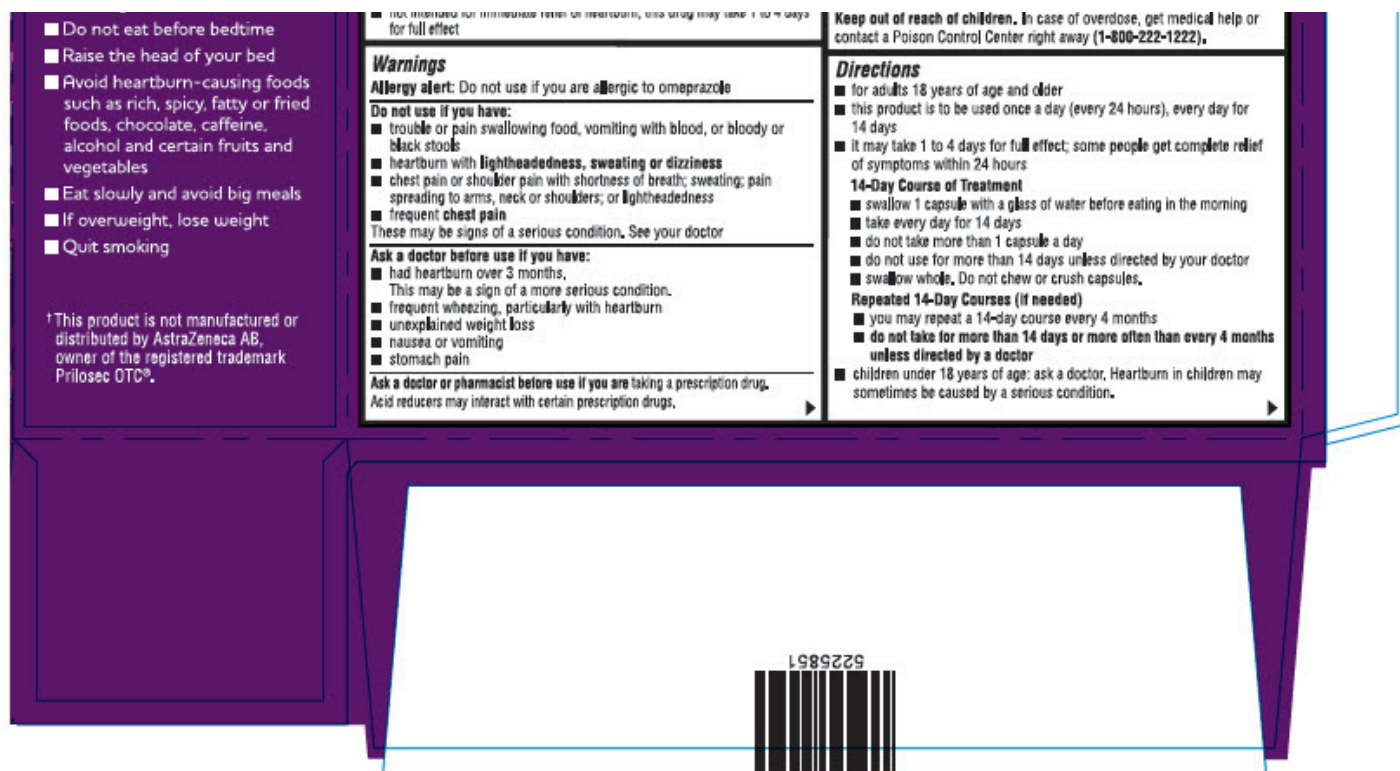 Do not eat before bedtime
Raise the head of your bed
Avoid heartburn-causing foods
such as rich, spicy, fatty or fried
foods, chocolate, caffeine,
alcohol and certain fruits and
vegetables
Eat slowly and avoid big meals
If overweight, lose weight
Quit smoking
†This product is not manufactured or
distributed by AstraZeneca AB,
owner of the registered trademark
Prilosec OTC®.
■ not intended for immediate relief of heartburn; this drug may take 1 to 4 days
for full effect
Warnings
Allergy alert: Do not use if you are allergic to omeprazole
Do not use if you have:
■ trouble or pain swallowing food, vomiting with blood, or bloody or
black stools
■ heartburn with lightheadedness, sweating or dizziness
■ chest pain or shoulder pain with shortness of breath; sweating; pain
spreading to arms, neck or shoulders; or lightheadedness
■ frequent chest pain
These may be signs of a serious condition. See your doctor
Ask a doctor before use if you have:
■ had heartburn over 3 months.
This may be a sign of a more serious condition.
■ frequent wheezing, particularly with heartburn
■ unexplained weight loss
■ nausea or vomiting
■ stomach pain
Ask a doctor or pharmacist before use if you are taking a prescription drug.
Acid reducers may interact with certain prescription drugs.
Keep out of reach of children. In case of overdose, get medical help or
contact a Poison Control Center right away (1-800-222-1222).
Directions
■ for adults 18 years of age and older
■ this product is to be used once a day (every 24 hours), every day for
14 days
■ it may take 1 to 4 days for full effect; some people get complete relief
of symptoms within 24 hours
14-Day Course of Treatment
■ swallow 1 capsule with a glass of water before eating in the morning
■ take every day for 14 days
■ do not take more than 1 capsule a day
■ do not use for more than 14 days unless directed by your doctor
■ swallow whole. Do not chew or crush capsules.
Repeated 14-Day Courses (if needed)
■ you may repeat a 14-day course every 4 months
■ do not take for more than 14 days or more often than every 4 months
unless directed by a doctor
■ children under 18 years of age: ask a doctor. Heartburn in children may
sometimes be caused by a serious condition.
5225851